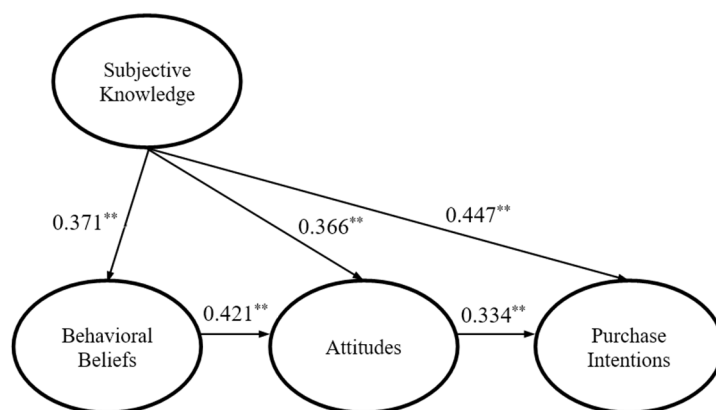 Subjective
Knowledge
0.371**
0.366**
0.447**
Behavioral
Beliefs
0.421**
Attitudes
0.334**
Purchase
Intentions